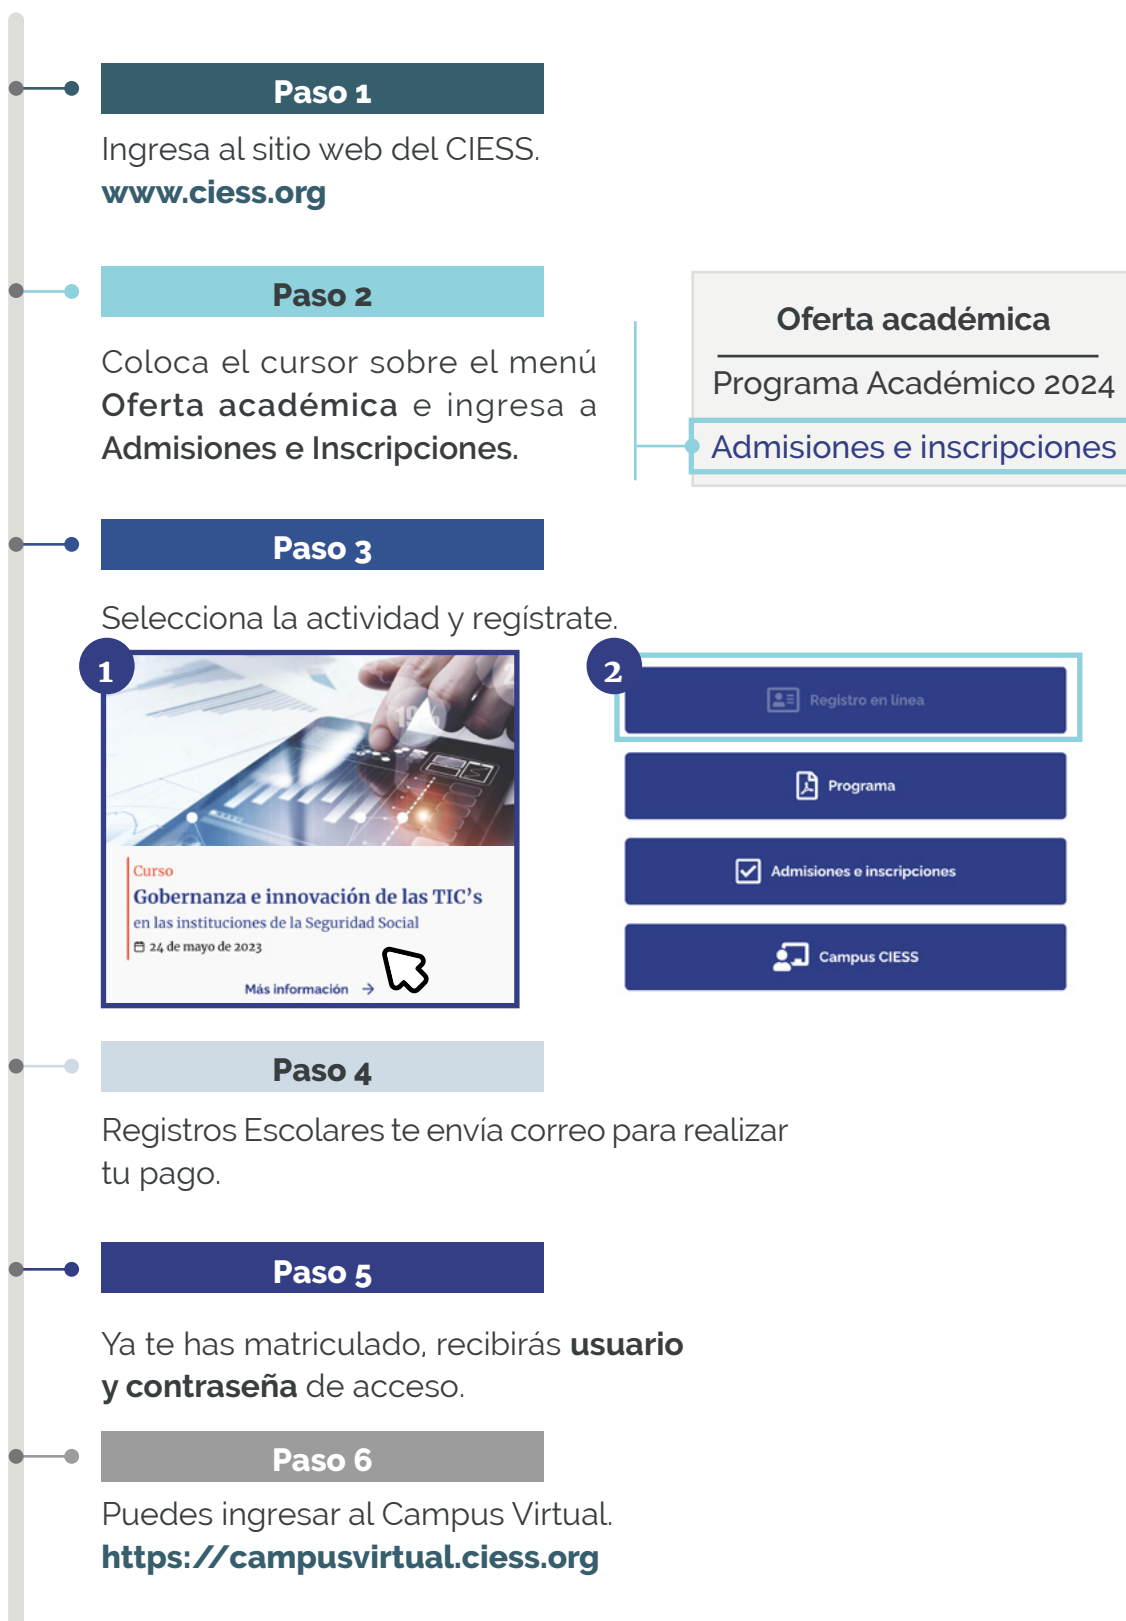 Paso 1
Ingresa al sitio web del CIESS.
www.ciess.org
Paso 2
Coloca el cursor sobre el menú
Oferta académica e ingresa a
Admisiones e Inscripciones.
Oferta académica
Programa Académico 2024
Admisiones e inscripciones
Paso 3
Selecciona la actividad y regístrate.
1
Curso
Gobernanza e innovación de las TIC's
en las instituciones de la Seguridad Social
24 de mayo de 2023
Más información
2
Registro en línea
Programa
Admisiones e inscripciones
Campus CIESS
Paso 4
Registros Escolares te envía correo para realizar
tu pago.
Paso 5
Ya te has matriculado, recibirás usuario
y contraseña de acceso.
Paso 6
Puedes ingresar al Campus Virtual.
https://campusvirtual.ciess.org